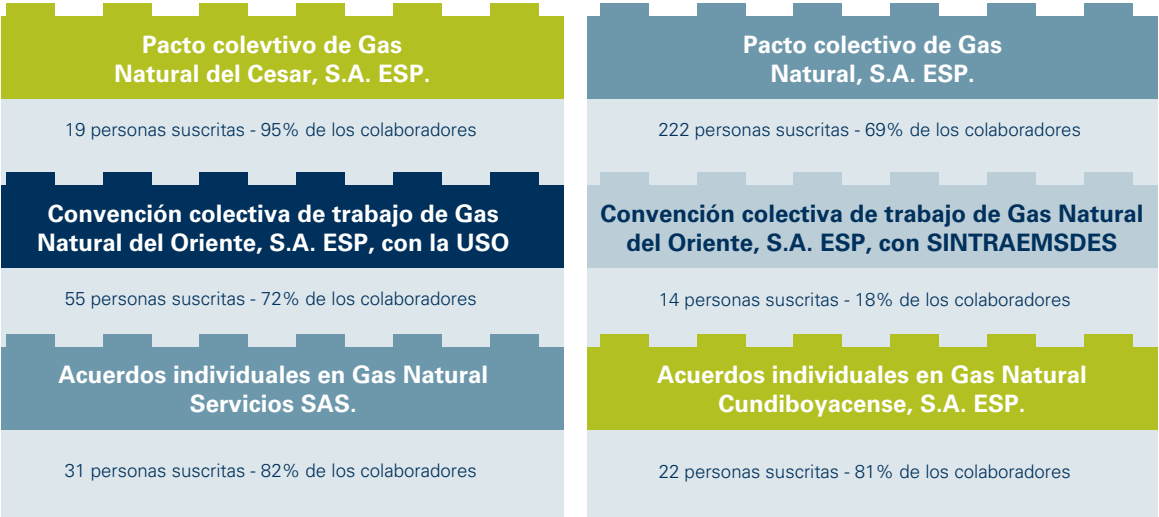 Pacto colevtivo de Gas
Natural del Cesar, S.A. ESP.
19 personas suscritas - 95% de los colaboradores
Pacto colectivo de Gas
Natural, S.A. ESP.
222 personas suscritas - 69% de los colaboradores
Convención colectiva de trabajo de Gas
Natural del Oriente, S.A. ESP, con la USO
55 personas suscritas - 72% de los colaboradores
Convención colectiva de trabajo de Gas Natural
del Oriente, S.A. ESP, con SINTRAEMSDES
14 personas suscritas - 18% de los colaboradores
Acuerdos individuales en Gas Natural
Servicios SAS.
31 personas suscritas - 82% de los colaboradores
Acuerdos individuales en Gas Natural
Cundiboyacense, S.A. ESP.
22 personas suscritas - 81% de los colaboradores